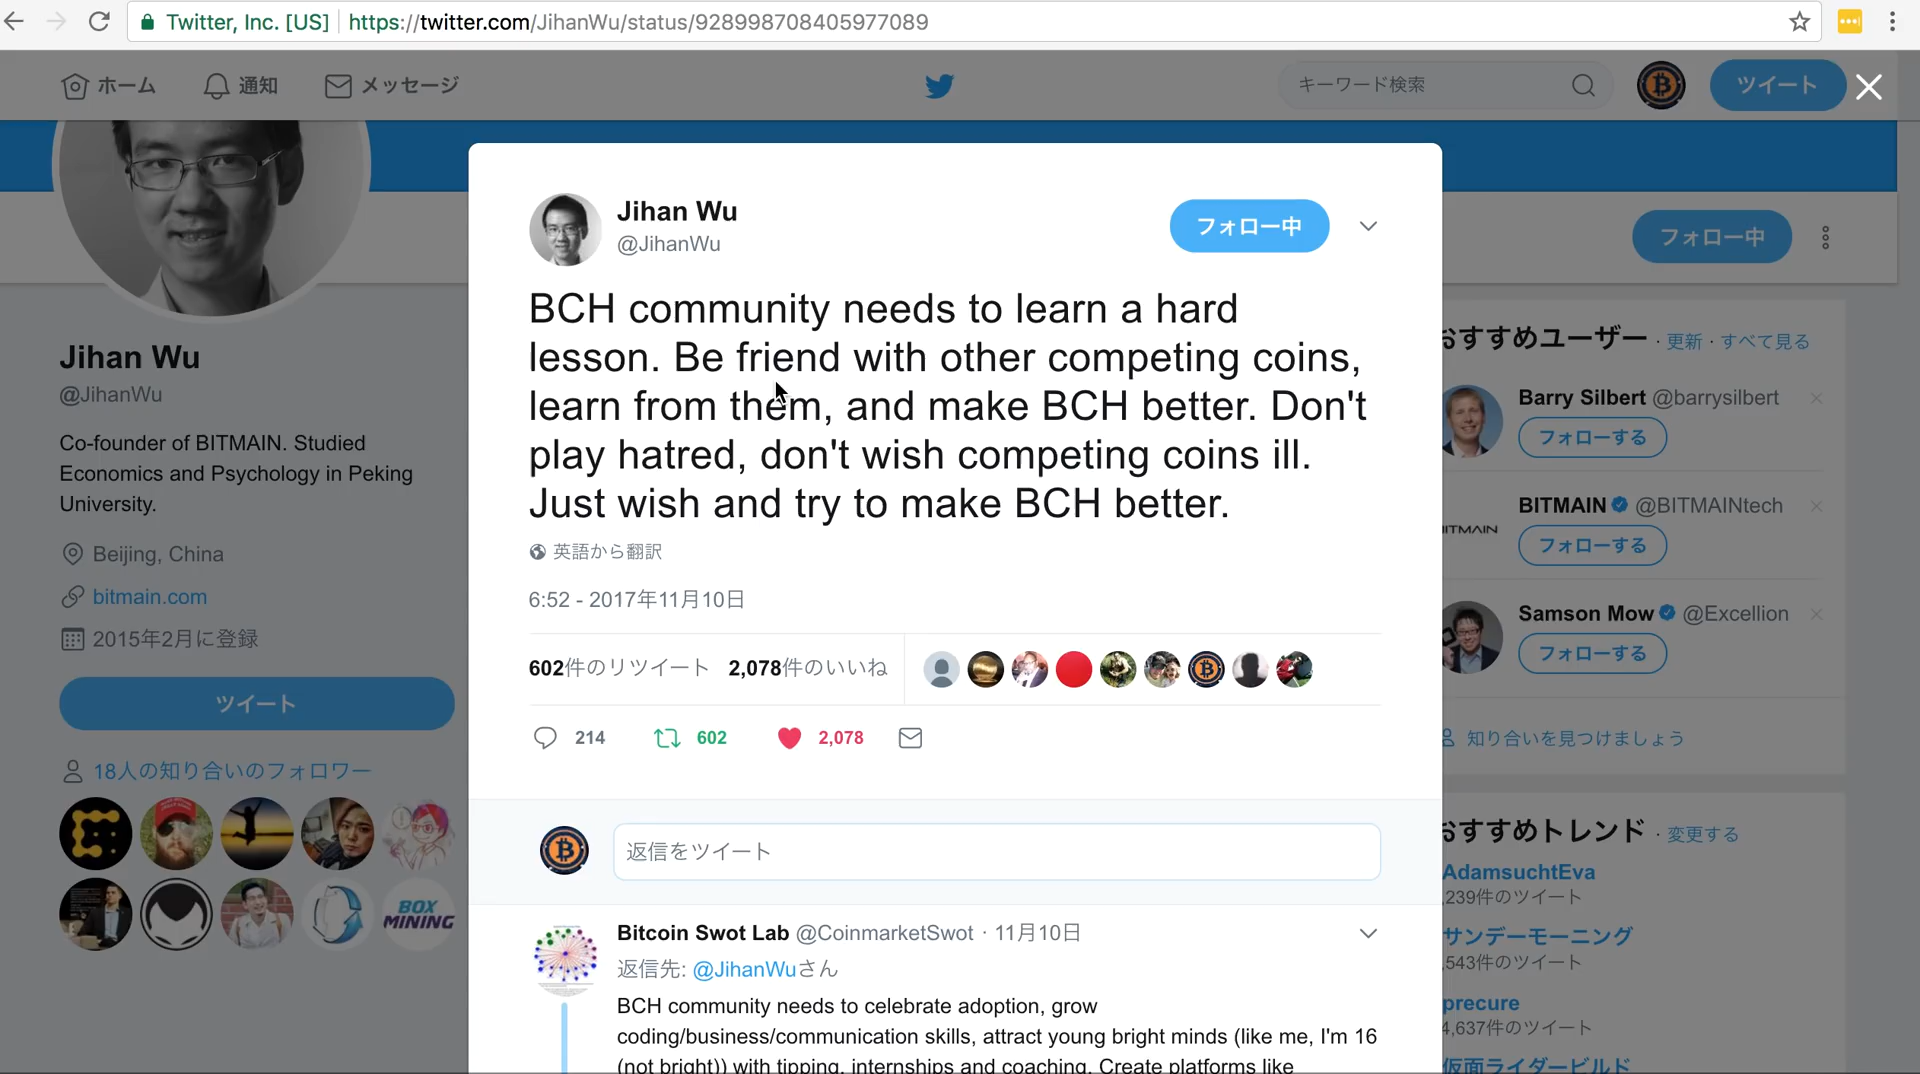 Twitter, Inc. [US] https://twitter.com/JihanWu/status/928998708405977089
ホーム 通知 メッセージ キーワード検索 ツイート
Jihan Wu
@JihanWu
フォロー中
BCH community needs to learn a hard
lesson. Be friend with other competing coins,
learn from them, and make BCH better. Don't
play hatred, don't wish competing coins ill.
Just wish and try to make BCH better.
英語から翻訳
6:52 - 2017年11月10日
602件のリツイート 2,078件のいいね
214 602 2,078
返信をツイート
Bitcoin Swot Lab @CoinmarketSwot · 11月10日
返信先: @JihanWuさん
BCH community needs to celebrate adoption, grow
coding/business/communication skills, attract young bright minds (like me, I'm 16
(not bright)) with tipping, internships and coaching. Create platforms like
Jihan Wu
@JihanWu
Co-founder of BITMAIN. Studied
Economics and Psychology in Peking
University.
Beijing, China
bitmain.com
2015年2月に登録
ツイート
18人の知り合いのフォロワー
BOX
MINING
フォロー中
おすすめユーザー · 更新 · すべて見る
Barry Silbert @barrysilbert
フォローする
BITMAIN @BITMAINtech
ITMAIN
フォローする
Samson Mow @Excellion
フォローする
知り合いを見つけましょう
おすすめトレンド · 変更する
AdamsuchtEva
,239件のツイート
サンデーモーニング
,543件のツイート
precure
4,637件のツイート
仮面ライダービルド